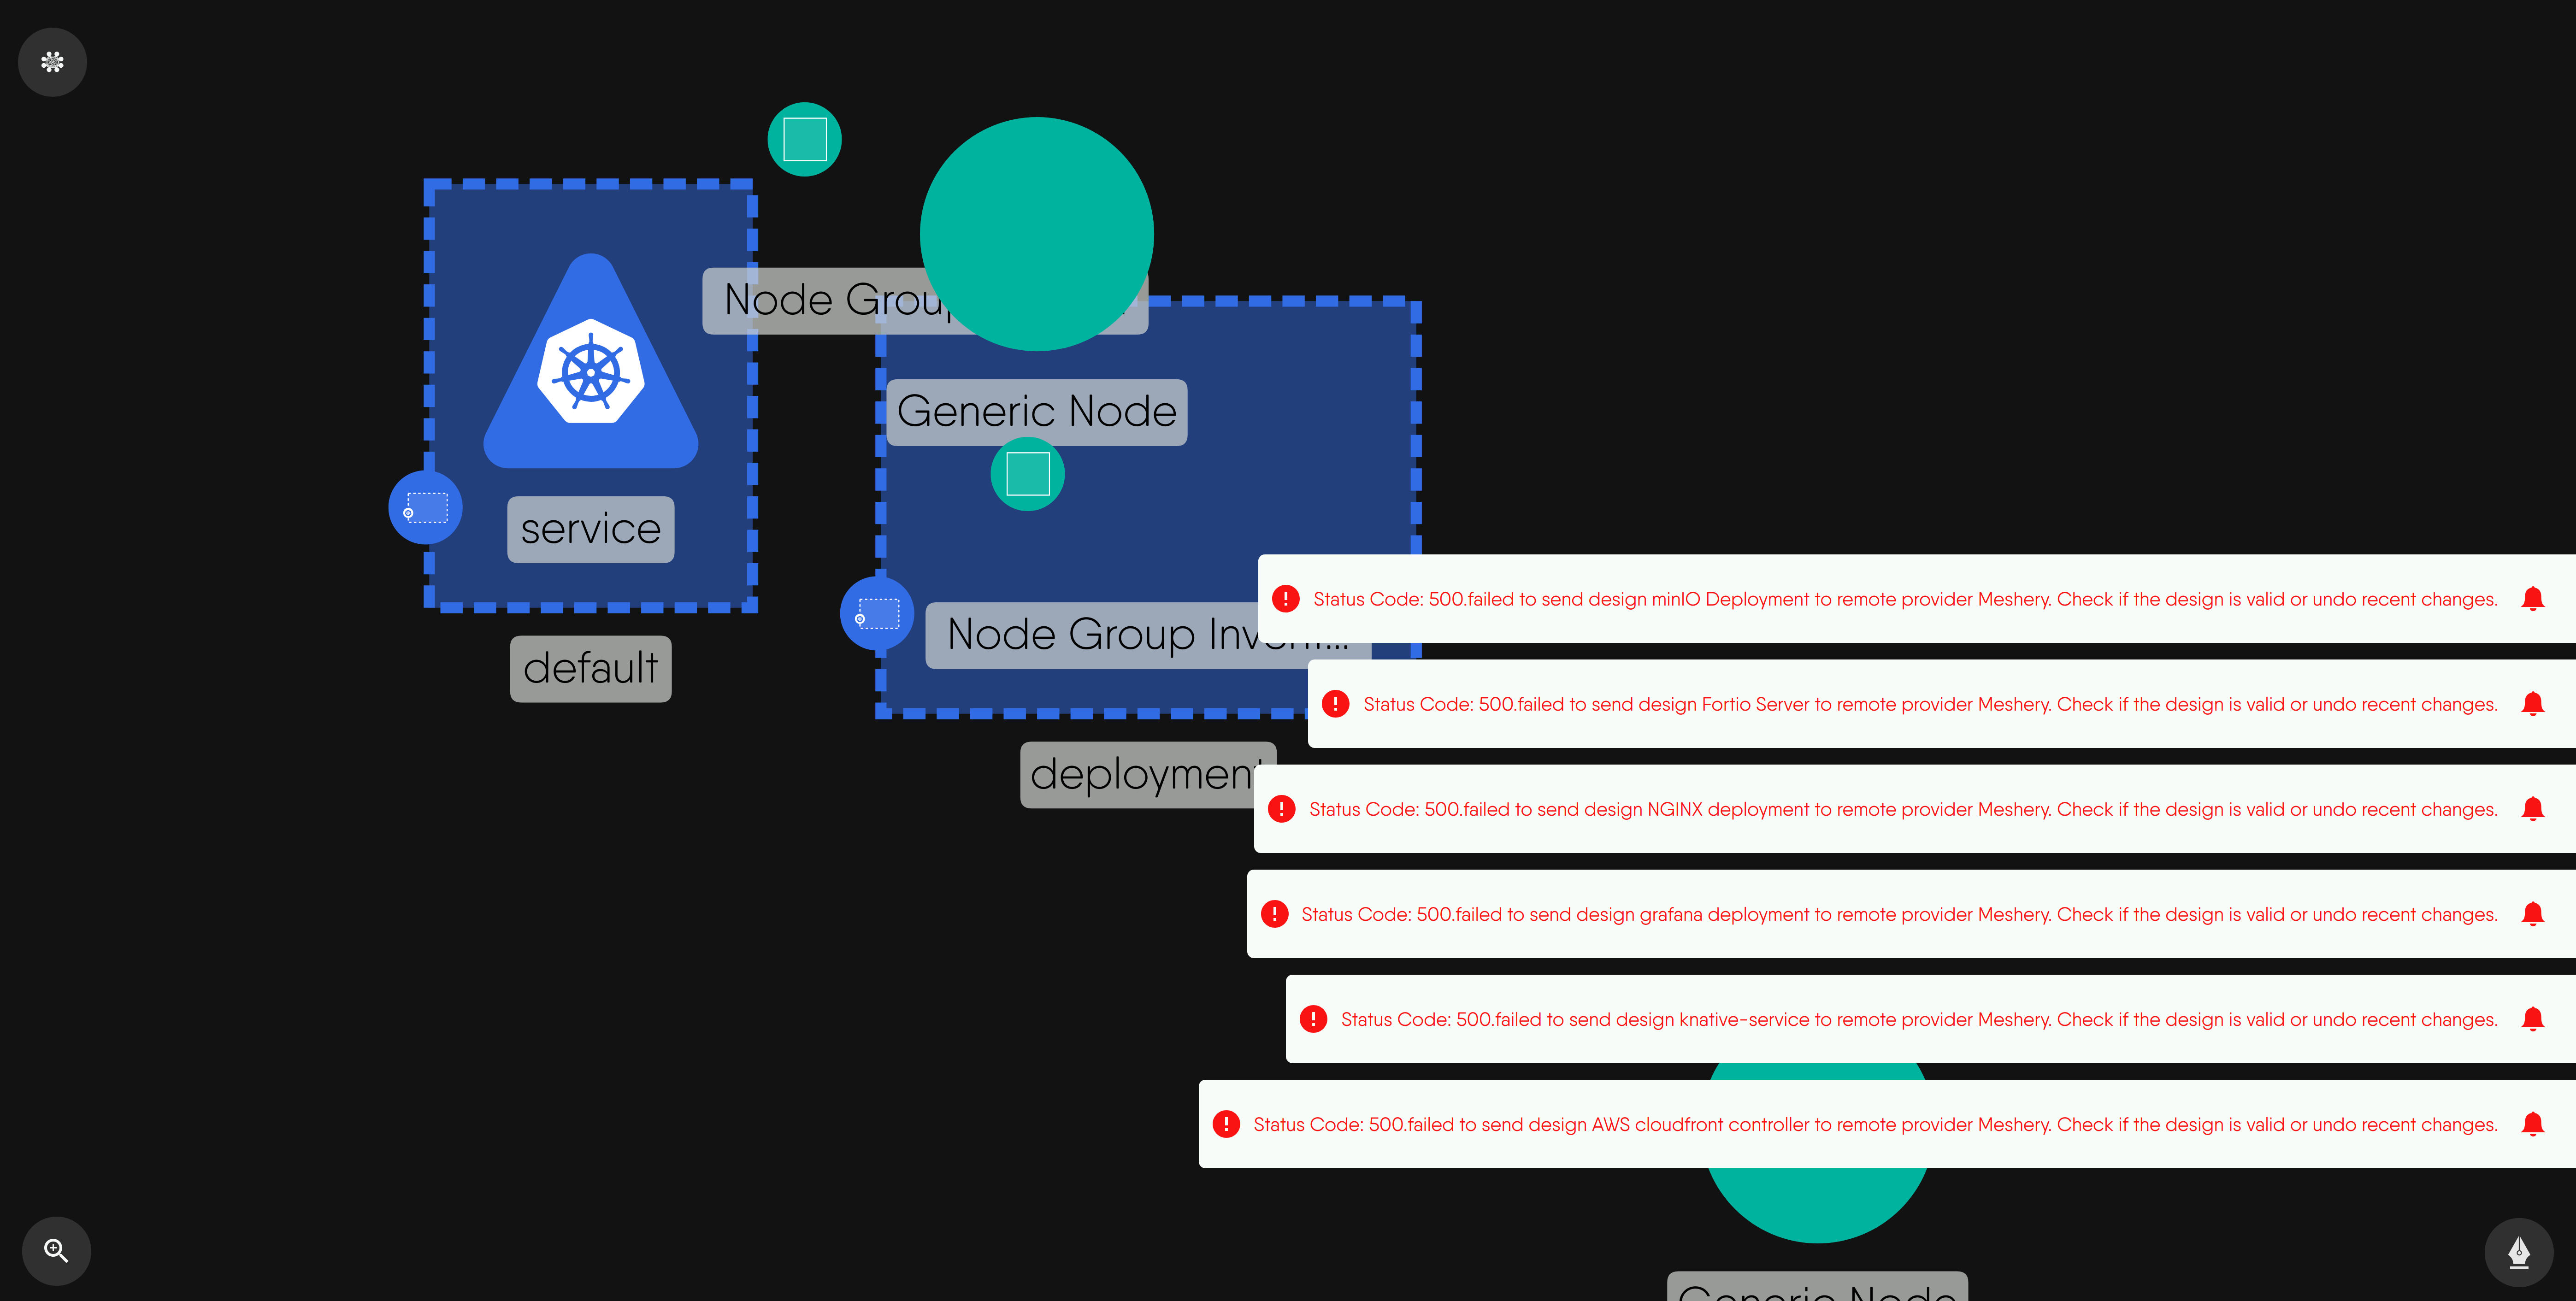 Node Grou
service
default
Generic Node
Node Group
deployment
Status Code: 500.failed to send design minIO Deployment to remote provider Meshery. Check if the design is valid or undo recent changes.
Status Code: 500.failed to send design Fortio Server to remote provider Meshery. Check if the design is valid or undo recent changes.
Status Code: 500.failed to send design NGINX deployment to remote provider Meshery. Check if the design is valid or undo recent changes.
Status Code: 500.failed to send design grafana deployment to remote provider Meshery. Check if the design is valid or undo recent changes.
Status Code: 500.failed to send design knative-service to remote provider Meshery. Check if the design is valid or undo recent changes.
Status Code: 500.failed to send design AWS cloudfront controller to remote provider Meshery. Check if the design is valid or undo recent changes.
Generic Node